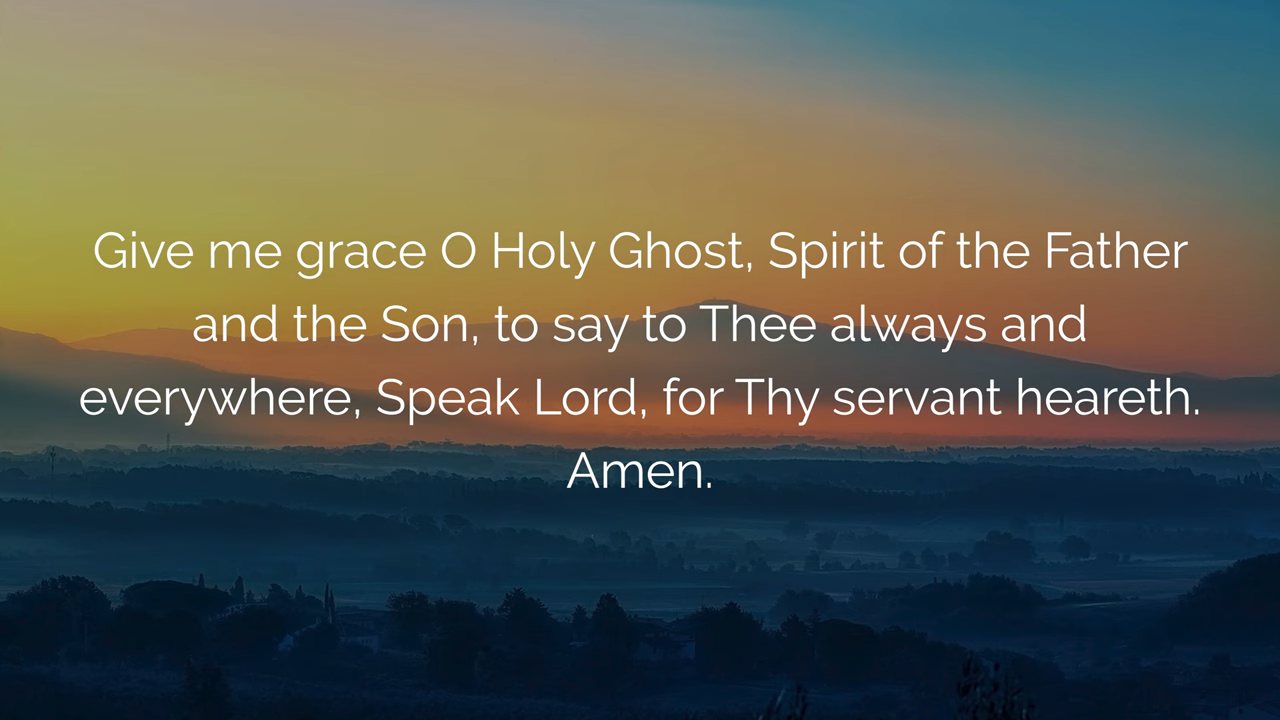 Give me grace O Holy Ghost, Spirit of the Father
and the Son, to say to Thee always and
everywhere, Speak Lord, for Thy servant heareth.
Amen.